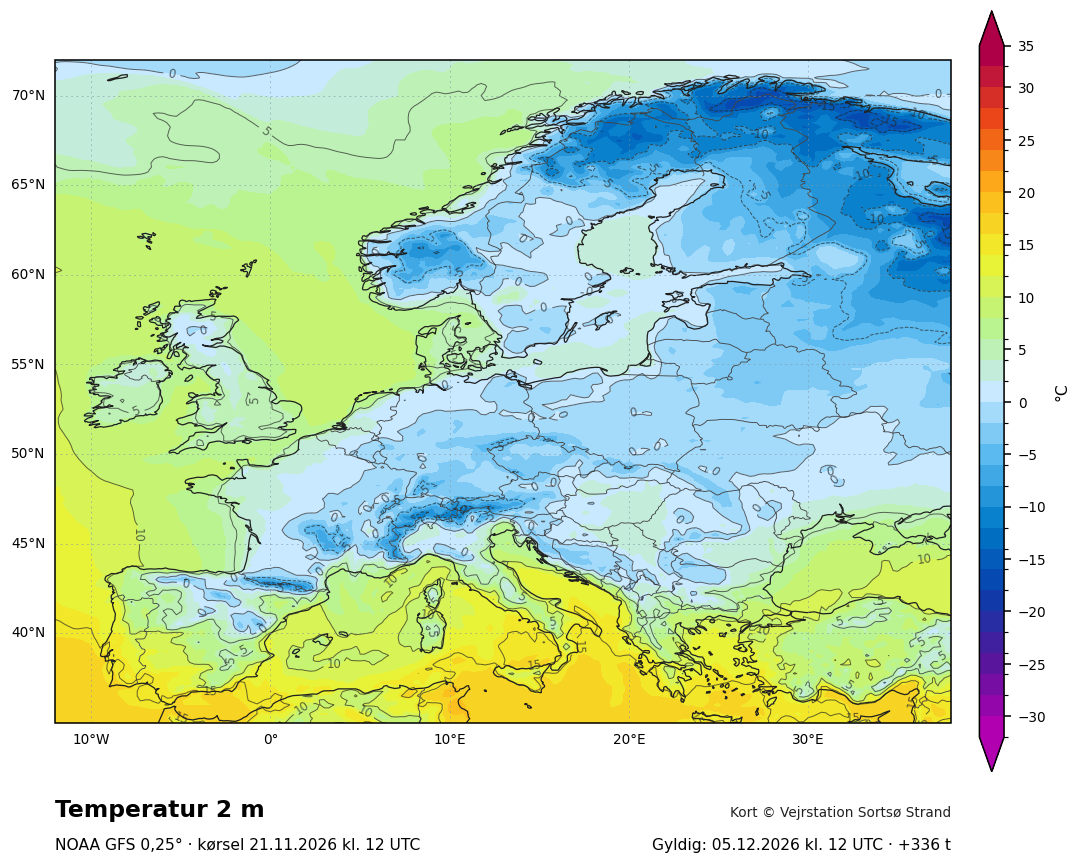 70°N
65°N
60°N
55°N
50°N
45°N
40°N
10°W
0°
10°E
20°E
30°E
35
30
25
20
15
10
5
0
−5
−10
−15
−20
−25
−30
°C
Temperatur 2 m
Kort © Vejrstation Sortsø Strand
NOAA GFS 0,25° · kørsel 21.11.2026 kl. 12 UTC
Gyldig: 05.12.2026 kl. 12 UTC · +336 t